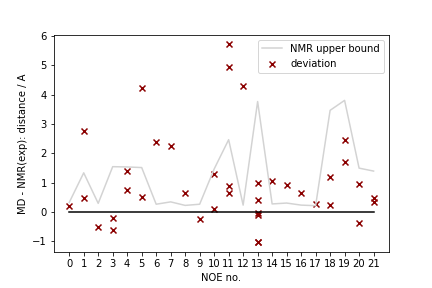 6
5
4
3
2
1
0
−1
MD - NMR(exp): distance / A
NMR upper bound
deviation
0 1 2 3 4 5 6 7 8 9 10 11 12 13 14 15 16 17 18 19 20 21
NOE no.